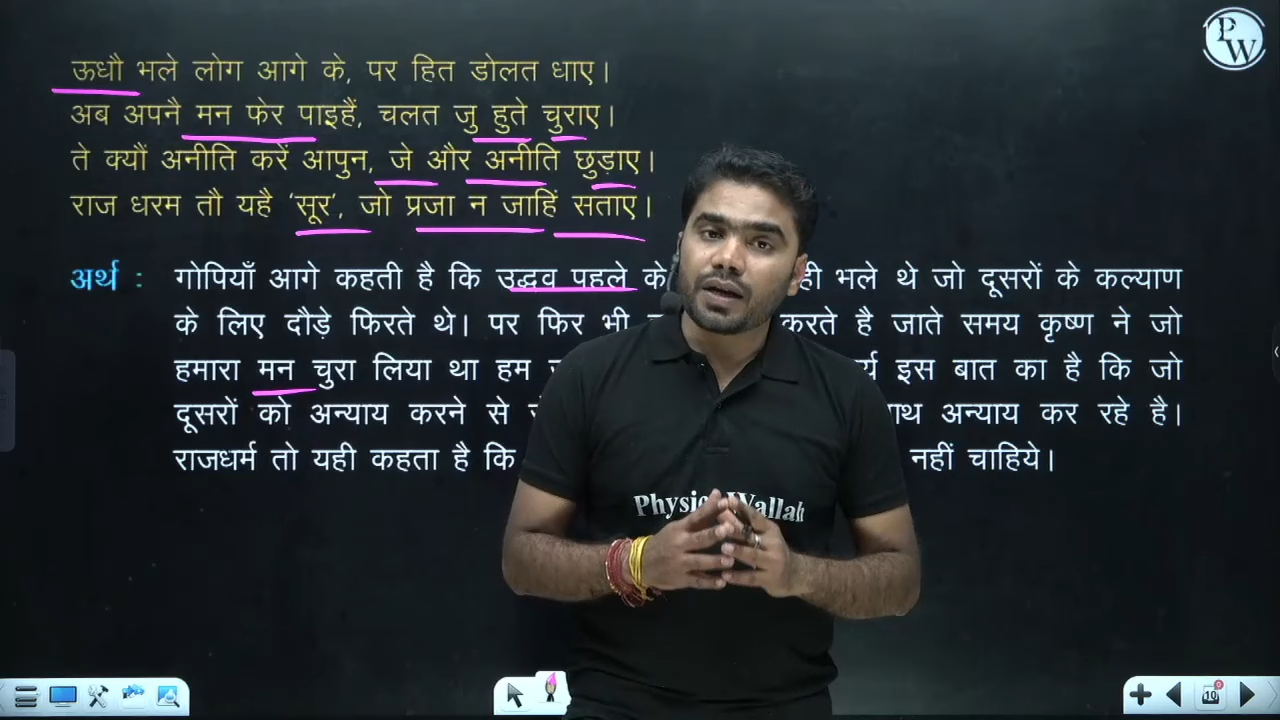 PW
ऊधौ भले लोग आगे के, पर हित डोलत धाए।
अब अपनै मन फेर पाइहैं, चलत जु हुते चुराए।
ते क्यौं अनीति करें आपुन, जे और अनीति छुड़ाए।
राज धरम तौ यहै ‘सूर’, जो प्रजा न जाहिं सताए।
अर्थ : गोपियाँ आगे कहती है कि उद्धव पहले के ही भले थे जो दूसरों के कल्याण
के लिए दौड़े फिरते थे। पर फिर भी करते है जाते समय कृष्ण ने जो
हमारा मन चुरा लिया था हम इस बात का है कि जो
दूसरों को अन्याय करने से अन्याय कर रहे है।
राजधर्म तो यही कहता है कि नहीं चाहिये।
Physics Wallah
10